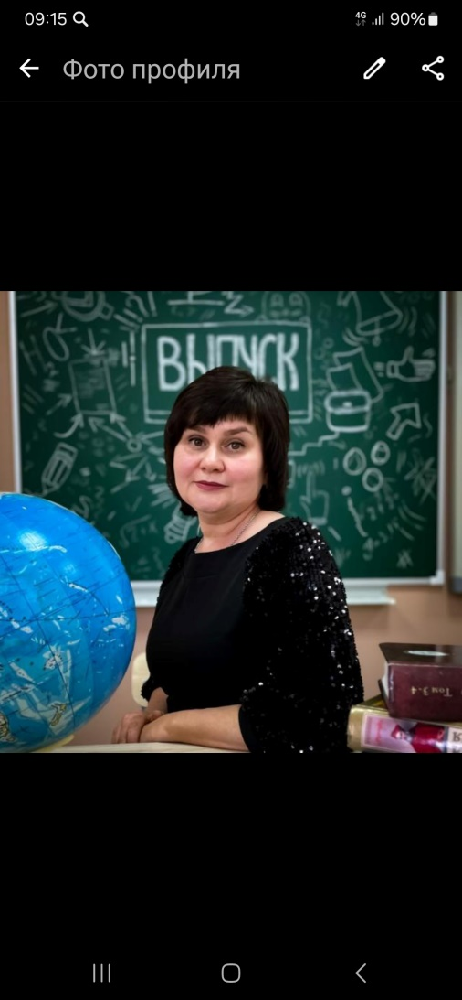 09:15
4G
90%
Фото профиля
ВЫПУСК
Том 3-4
К